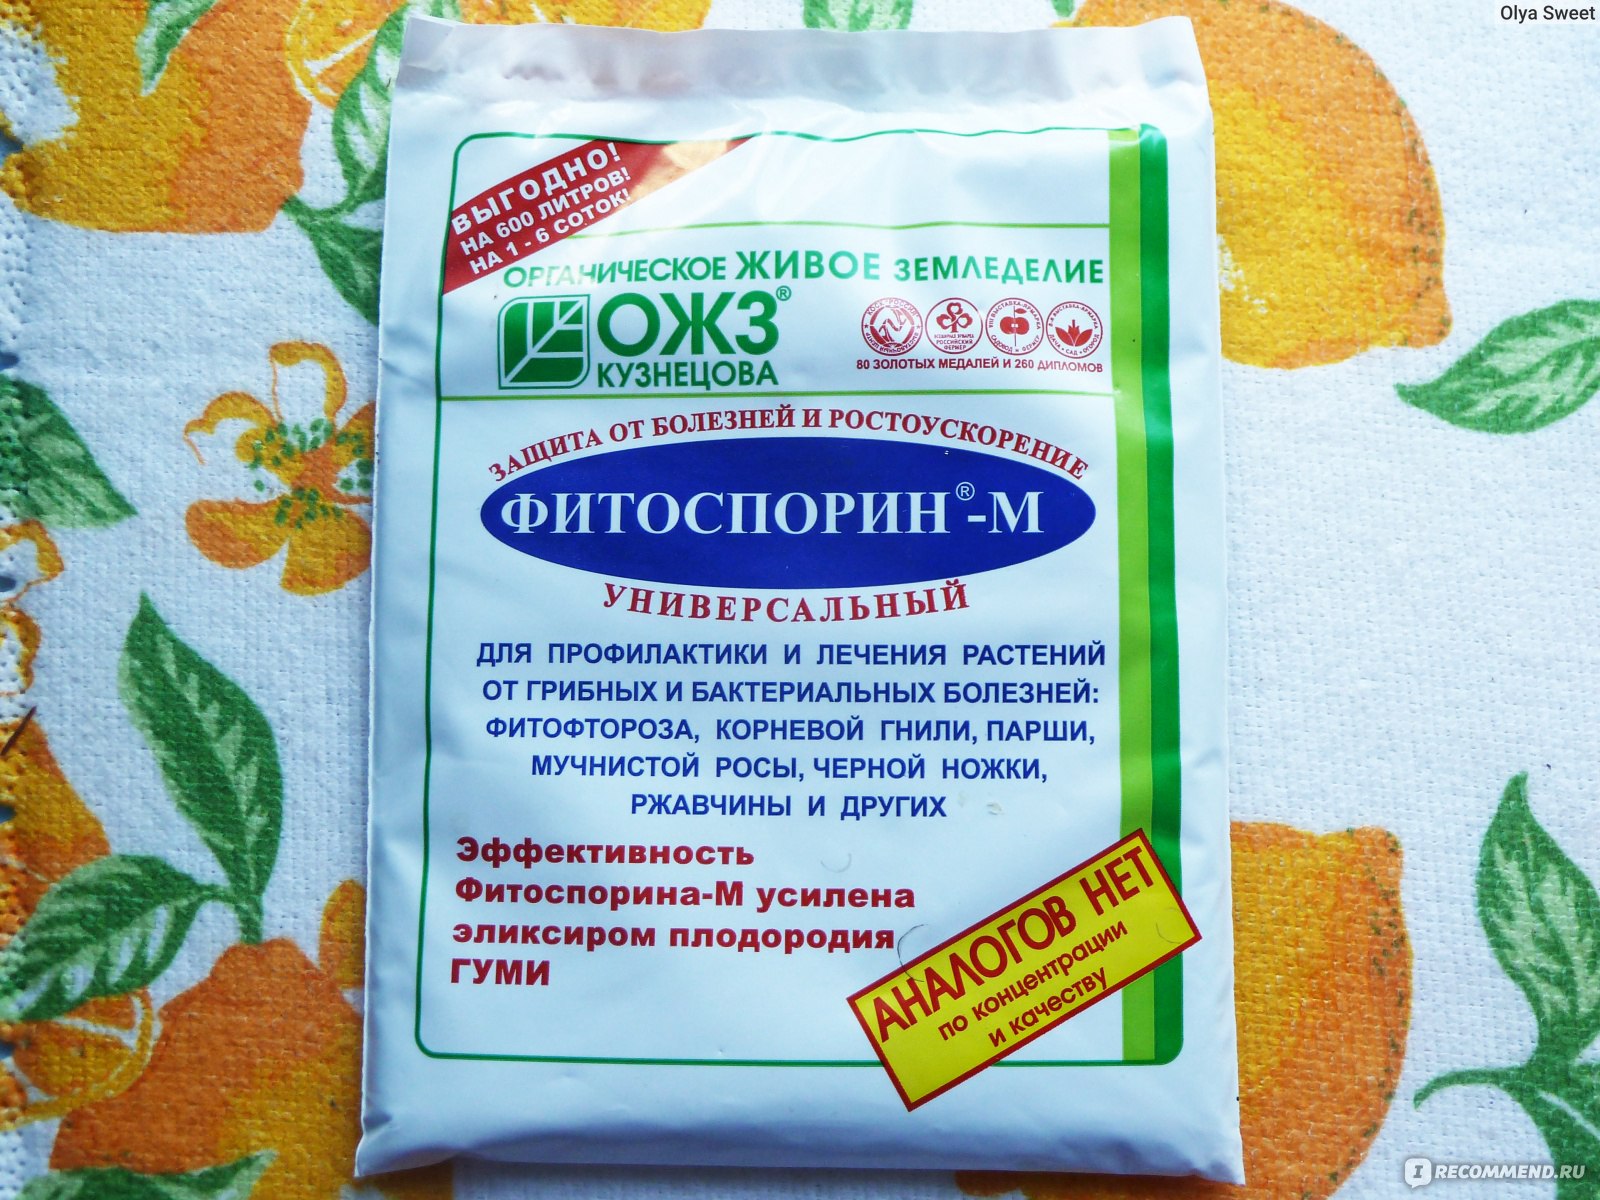 Olya Sweet
ВЫГОДНО!
НА 600 ЛИТРОВ!
НА 1 - 6 СОТОК!
ОРГАНИЧЕСКОЕ ЖИВОЕ ЗЕМЛЕДЕЛИЕ
ОЖЗ®
КУЗНЕЦОВА
80 ЗОЛОТЫХ МЕДАЛЕЙ И 260 ДИПЛОМОВ
ЗАЩИТА ОТ БОЛЕЗНЕЙ И РОСТОУСКОРЕНИЕ
ФИТОСПОРИН®-М
УНИВЕРСАЛЬНЫЙ
ДЛЯ ПРОФИЛАКТИКИ И ЛЕЧЕНИЯ РАСТЕНИЙ
ОТ ГРИБНЫХ И БАКТЕРИАЛЬНЫХ БОЛЕЗНЕЙ:
ФИТОФТОРОЗА, КОРНЕВОЙ ГНИЛИ, ПАРШИ,
МУЧНИСТОЙ РОСЫ, ЧЕРНОЙ НОЖКИ,
РЖАВЧИНЫ И ДРУГИХ
Эффективность
Фитоспорина-М усилена
эликсиром плодородия
ГУМИ
АНАЛОГОВ НЕТ
по концентрации
и качеству
IRECOMMEND.RU